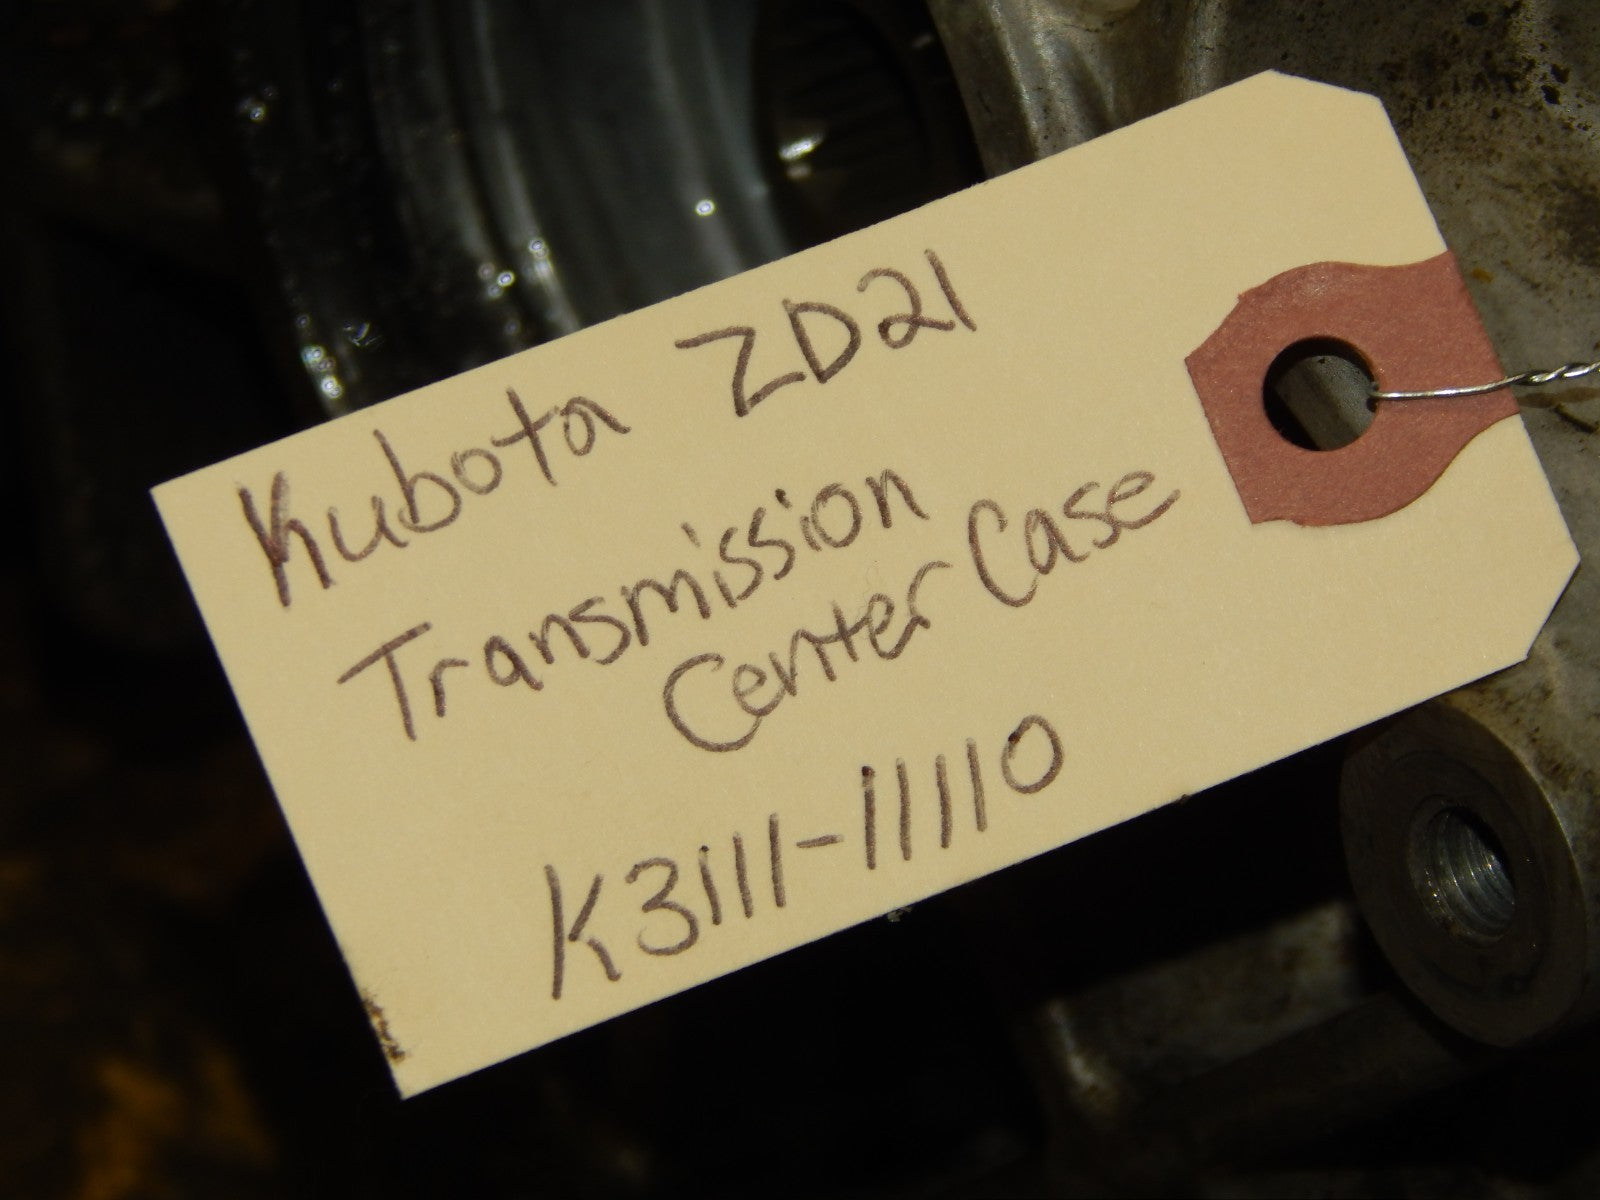 Kubota ZD21
Transmission
Center Case
K3111-11110